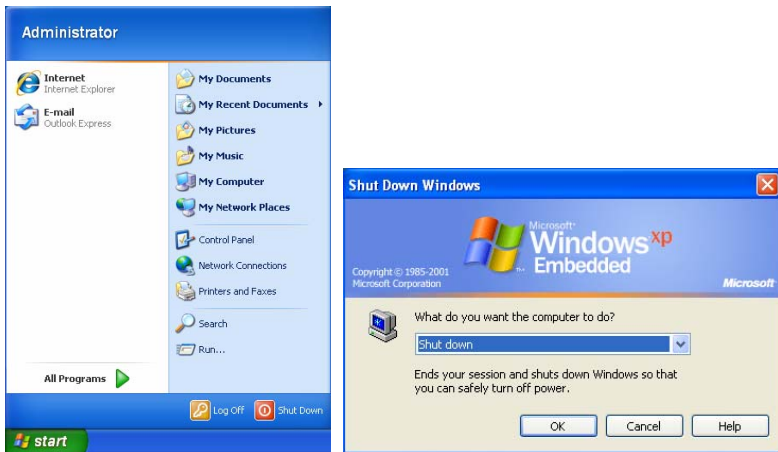 Administrator
Internet
Internet Explorer
E-mail
Outlook Express
My Documents
My Recent Documents
My Pictures
My Music
My Computer
My Network Places
Control Panel
Network Connections
Printers and Faxes
Search
Run...
All Programs
Log Off
Shut Down
start
Shut Down Windows
Microsoft
Windows xp
Embedded
Copyright © 1985-2001
Microsoft Corporation
Microsoft
What do you want the computer to do?
Shut down
Ends your session and shuts down Windows so that
you can safely turn off power.
OK
Cancel
Help